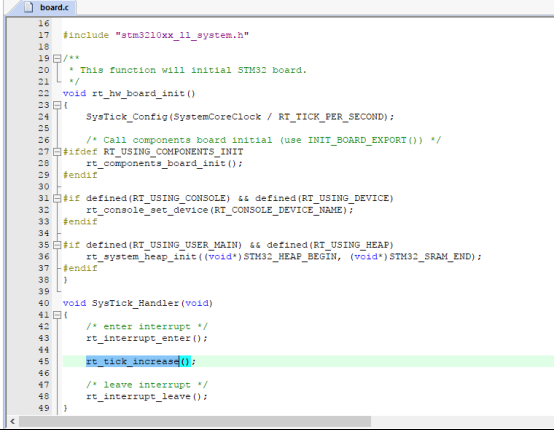 board.c
16
17 #include "stm32l0xx_ll_system.h"
18
19 /**
20 * This function will initial STM32 board.
21 */
22 void rt_hw_board_init()
23 {
24 SysTick_Config(SystemCoreClock / RT_TICK_PER_SECOND);
25
26 /* Call components board initial (use INIT_BOARD_EXPORT()) */
27 #ifdef RT_USING_COMPONENTS_INIT
28 rt_components_board_init();
29 #endif
30
31 #if defined(RT_USING_CONSOLE) && defined(RT_USING_DEVICE)
32 rt_console_set_device(RT_CONSOLE_DEVICE_NAME);
33 #endif
34
35 #if defined(RT_USING_USER_MAIN) && defined(RT_USING_HEAP)
36 rt_system_heap_init((void*)STM32_HEAP_BEGIN, (void*)STM32_SRAM_END);
37 #endif
38 }
39
40 void SysTick_Handler(void)
41 {
42 /* enter interrupt */
43 rt_interrupt_enter();
44
45 rt_tick_increase();
46
47 /* leave interrupt */
48 rt_interrupt_leave();
49 }